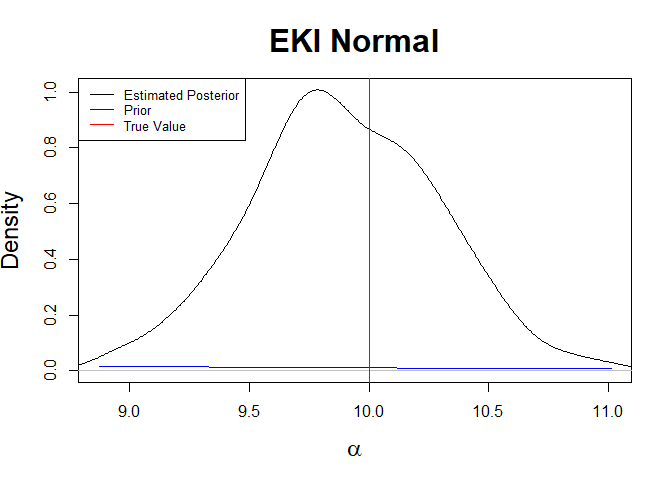 EKI Normal
Estimated Posterior
Prior
True Value
Density
0.0 0.2 0.4 0.6 0.8 1.0
9.0 9.5 10.0 10.5 11.0
α